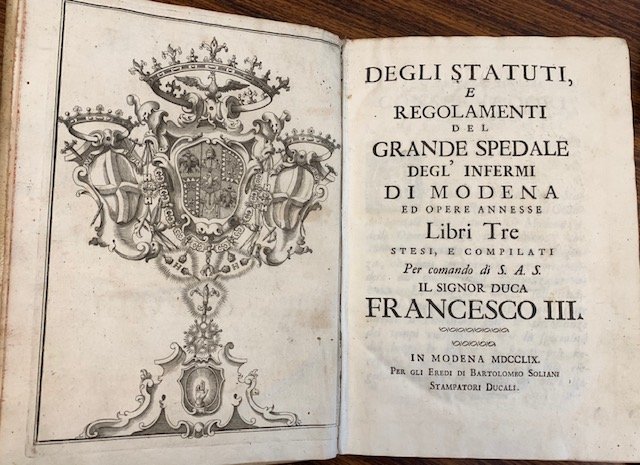 DEGLI STATUTI,
E
REGOLAMENTI
DEL
GRANDE SPEDALE
DEGL' INFERMI
DI MODENA
ED OPERE ANNESSE
Libri Tre
STESI, E COMPILATI
Per comando di S. A. S.
IL SIGNOR DUCA
FRANCESCO III.
IN MODENA MDCCLIX.
PER GLI EREDI DI BARTOLOMEO SOLIANI
STAMPATORI DUCALI.